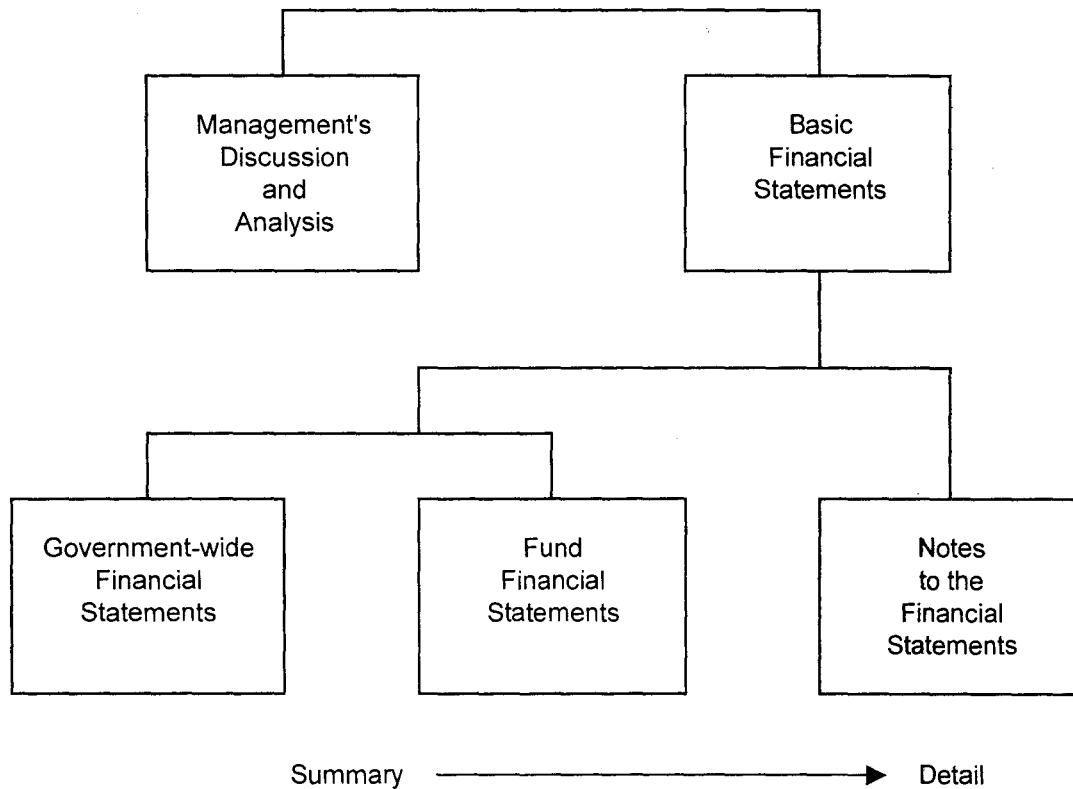 Management's
Discussion
and
Analysis
Basic
Financial
Statements
Government-wide
Financial
Statements
Fund
Financial
Statements
Notes
to the
Financial
Statements
Summary
Detail